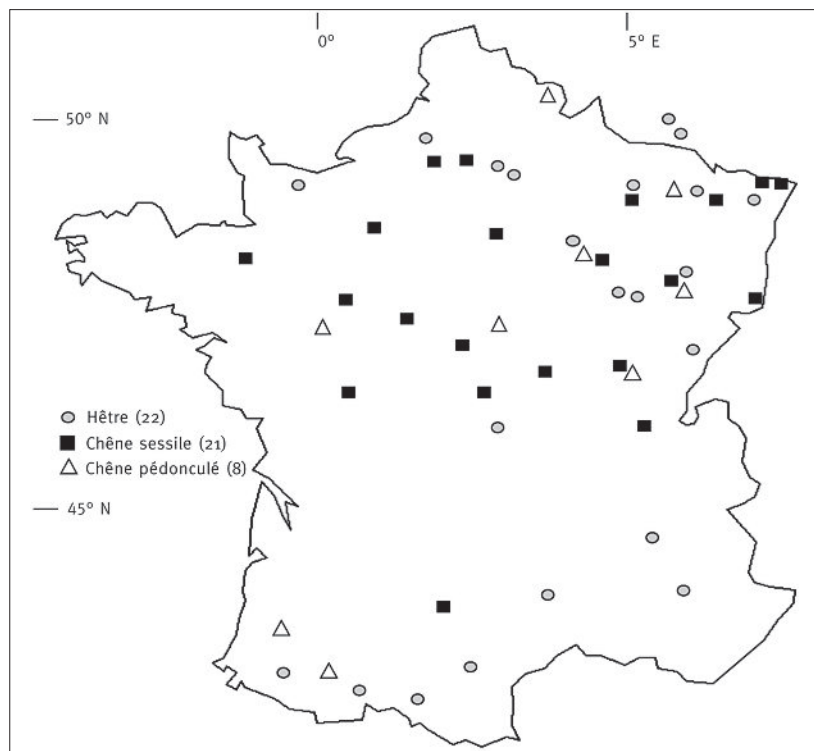 0° 5° E
50° N
Hêtre (22)
Chêne sessile (21)
Chêne pédonculé (8)
45° N